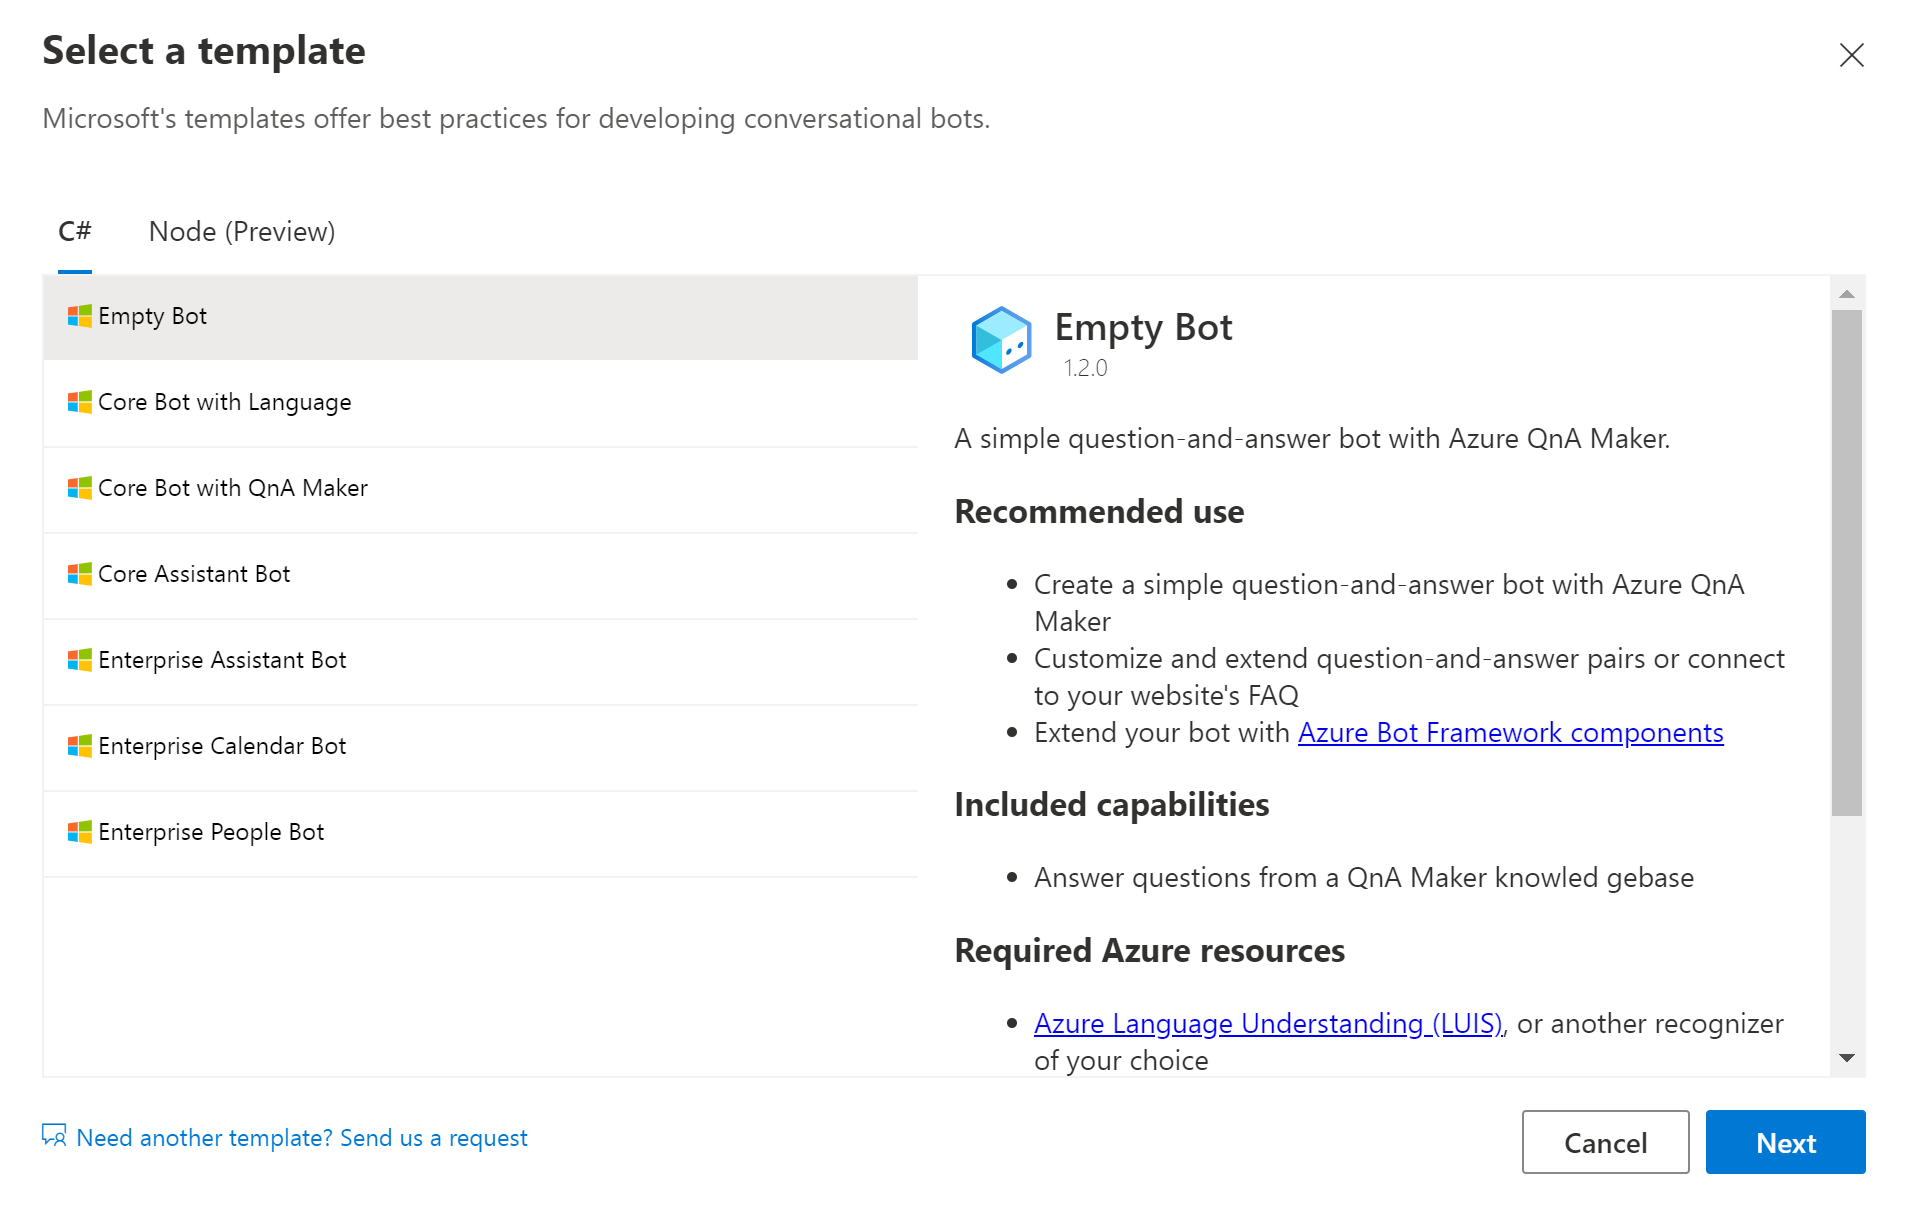 Select a template
Microsoft's templates offer best practices for developing conversational bots.
C#
Node (Preview)
Empty Bot
Core Bot with Language
Core Bot with QnA Maker
Core Assistant Bot
Enterprise Assistant Bot
Enterprise Calendar Bot
Enterprise People Bot
Empty Bot
1.2.0
A simple question-and-answer bot with Azure QnA Maker.
Recommended use
• Create a simple question-and-answer bot with Azure QnA
Maker
• Customize and extend question-and-answer pairs or connect
to your website's FAQ
• Extend your bot with Azure Bot Framework components
Included capabilities
• Answer questions from a QnA Maker knowled gebase
Required Azure resources
• Azure Language Understanding (LUIS), or another recognizer
of your choice
Need another template? Send us a request
Cancel
Next